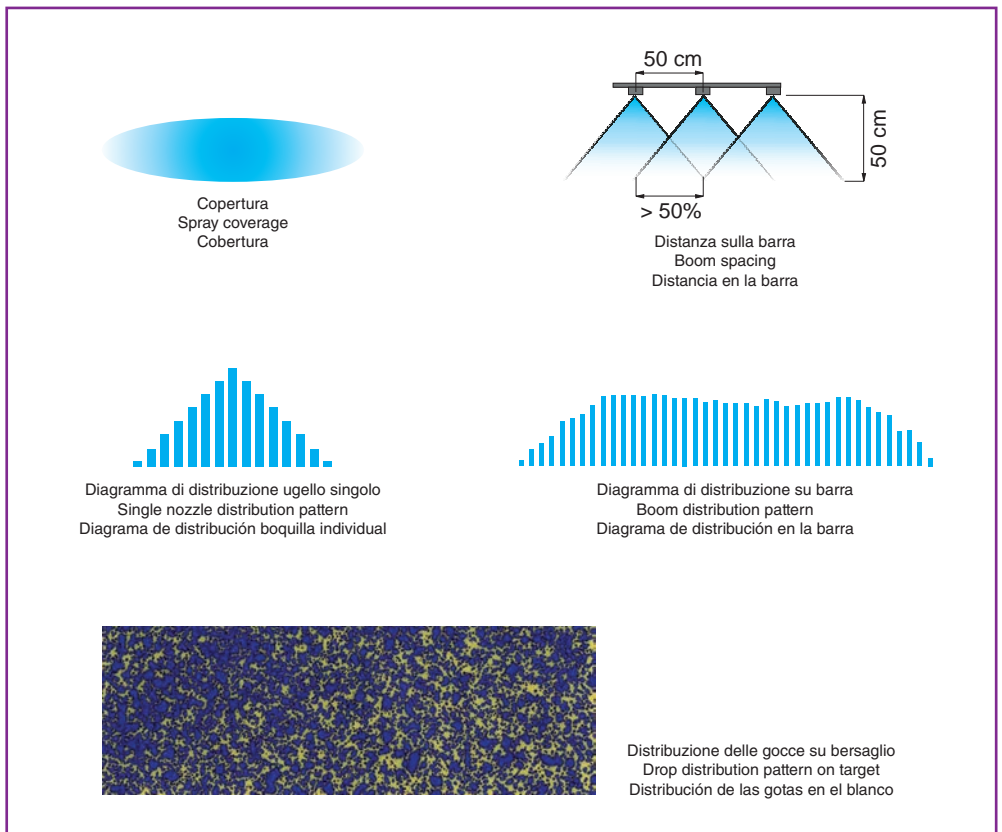 50 cm
50 cm
> 50%
Copertura
Spray coverage
Cobertura
Distanza sulla barra
Boom spacing
Distancia en la barra
Diagramma di distribuzione ugello singolo
Single nozzle distribution pattern
Diagrama de distribución boquilla individual
Diagramma di distribuzione su barra
Boom distribution pattern
Diagrama de distribución en la barra
Distribuzione delle gocce su bersaglio
Drop distribution pattern on target
Distribución de las gotas en el blanco